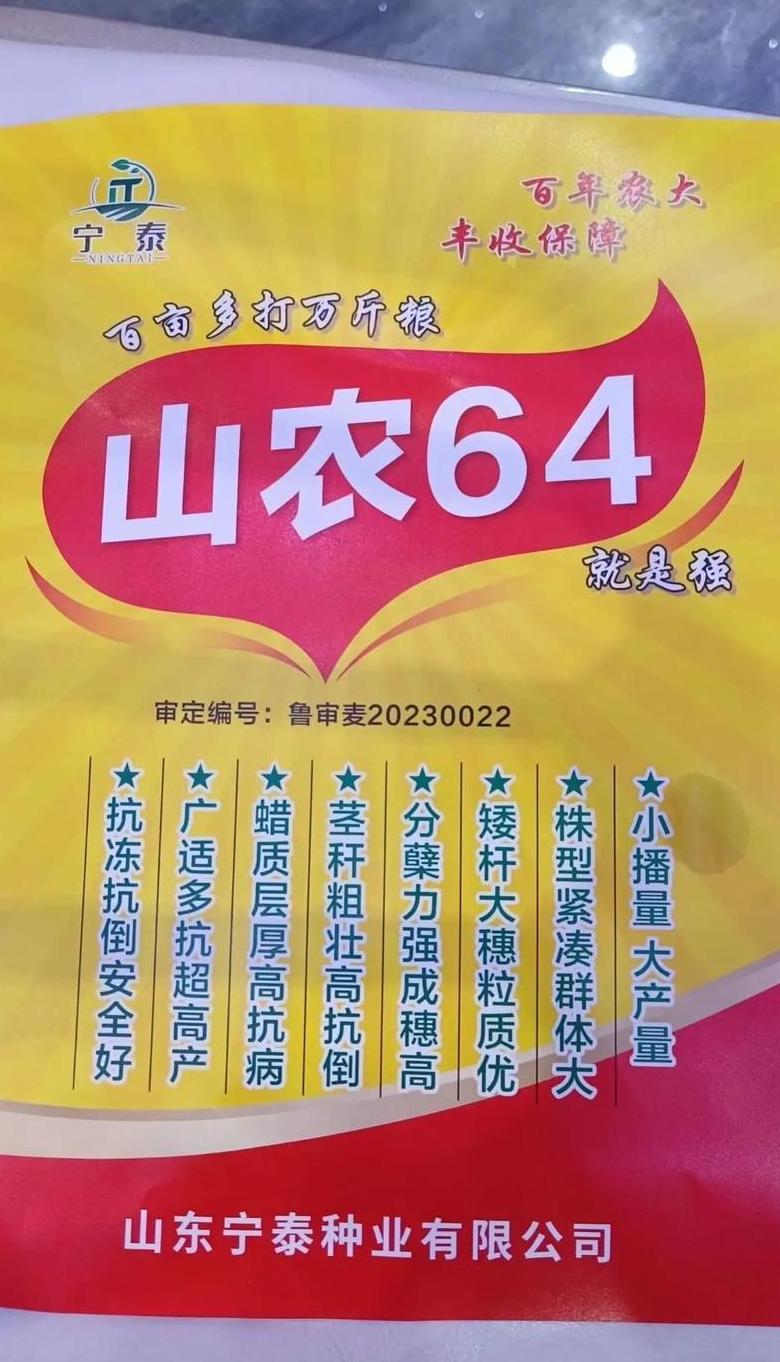 宁泰
NINGTAI
百年农大
丰收保障
百亩多打万斤粮
山农64
就是强
审定编号：鲁审麦20230022
★小播量 大产量
★株型紧凑群体大
★矮杆大穗粒质优
★分蘖力强成穗高
★茎秆粗壮高抗倒
★蜡质层厚高抗病
★广适多抗超高产
★抗冻抗倒安全好
山东宁泰种业有限公司